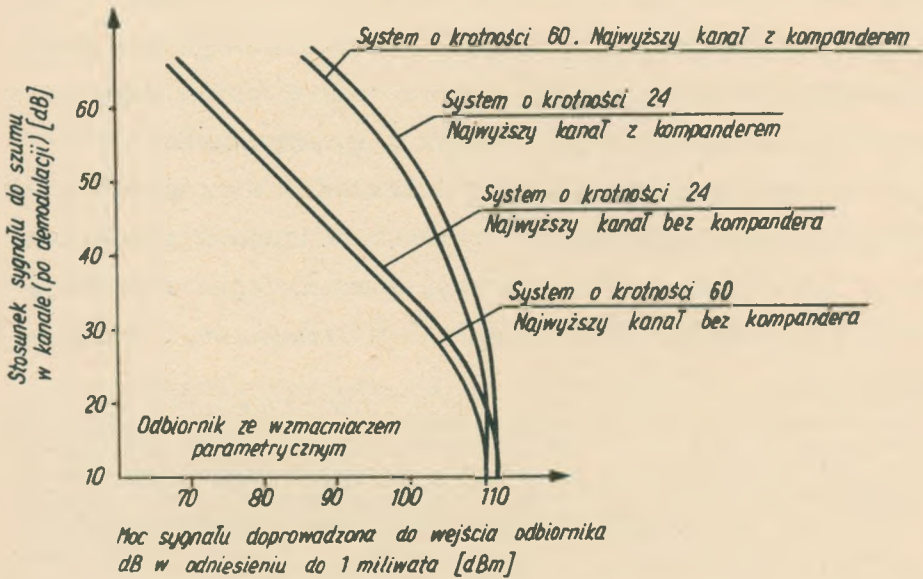 System o krotności 60. Najwyższy kanał z kompanderem
System o krotności 24
Najwyższy kanał z kompanderem
System o krotności 24
Najwyższy kanał bez kompandera
System o krotności 60
Najwyższy kanał bez kompandera
Stosunek sygnału do szumu
w kanale (po demodulacji) [dB]
60
50
40
30
20
10
Odbiornik ze wzmacniaczem
parametrycznym
70 80 90 100 110
Moc sygnału doprowadzona do wejścia odbiornika
dB w odniesieniu do 1 miliwata [dBm]